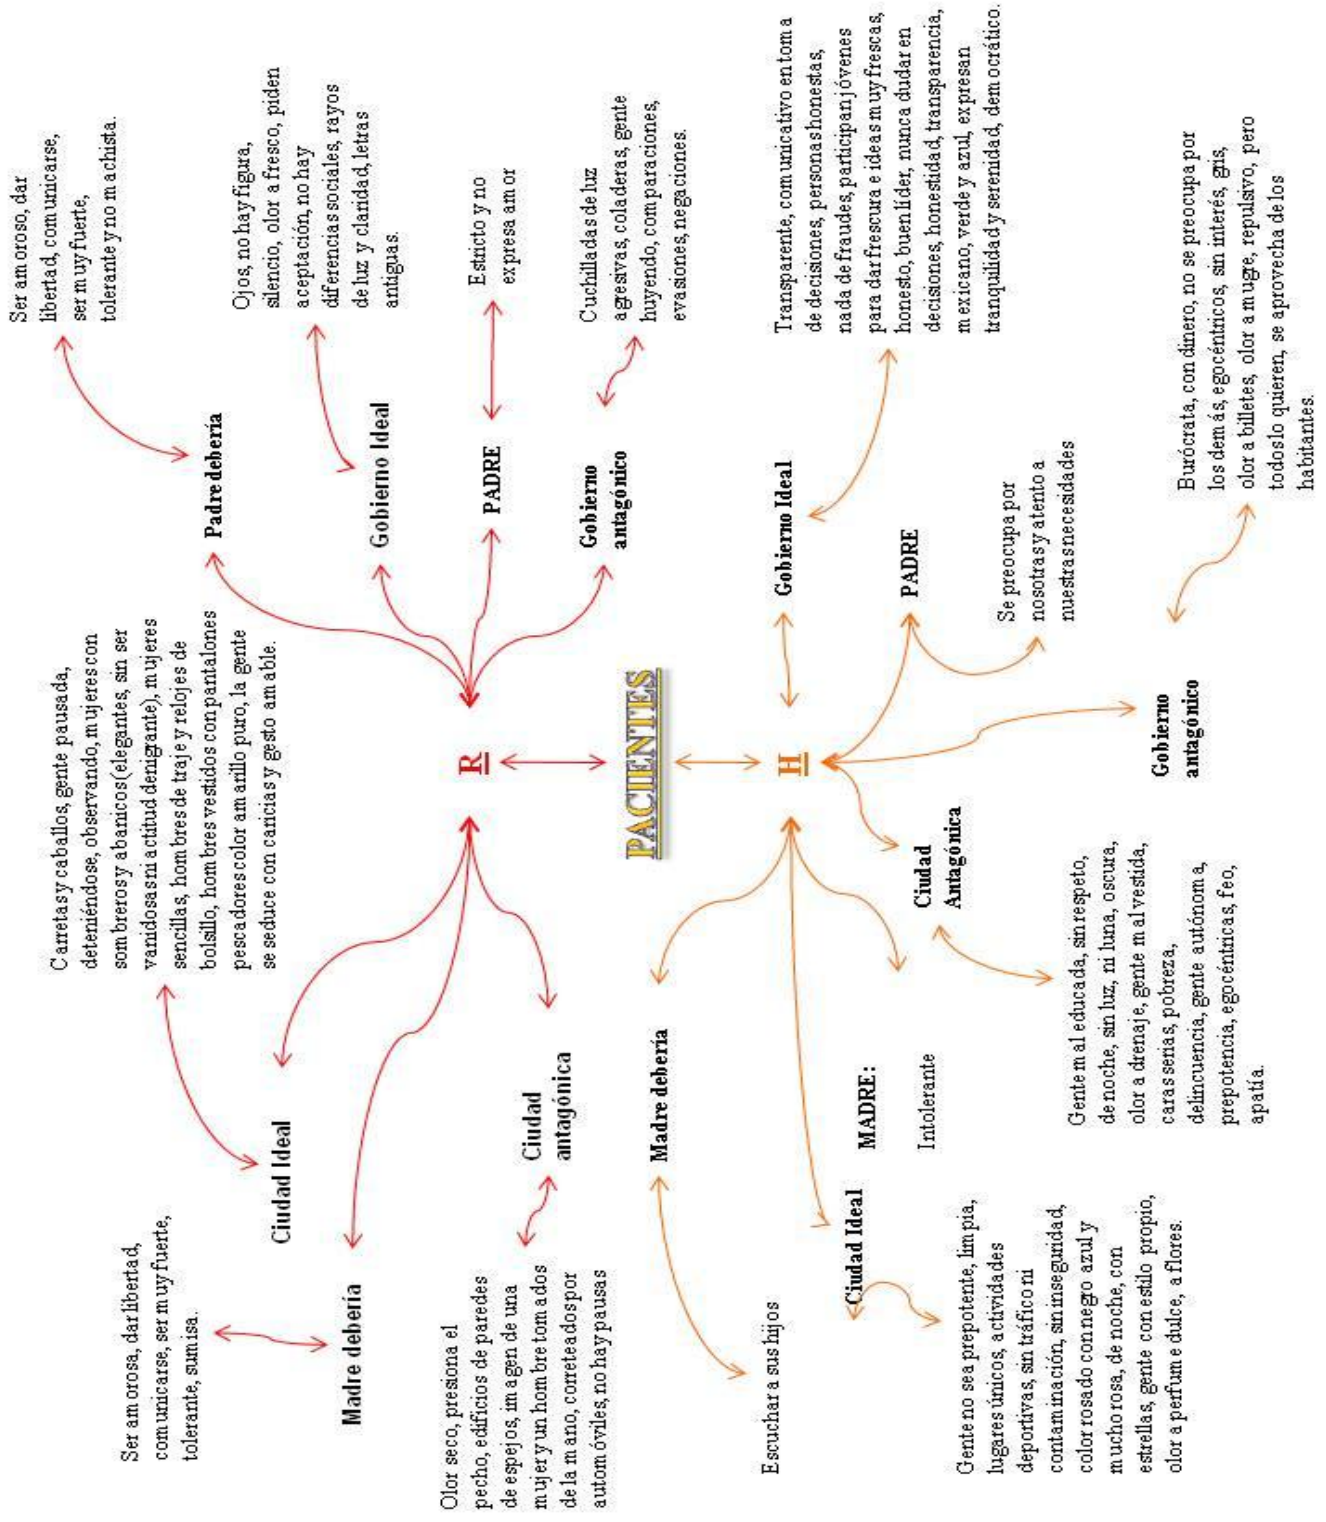 Ser amorosa, dar libertad,
comunicarse, ser muy fuerte,
tolerante, sumisa.
Madre debería
Ciudad Ideal
Carretas y caballos, gente pausada,
deteniéndose, observando, mujeres con
sombreros y abanicos (elegantes, sin ser
vanidosas ni actitud denigrante), mujeres
sencillas, hombres de traje y relojes de
bolsillo, hombres vestidos con pantalones
pescadores color amarillo puro, la gente
se seduce con caricias y gesto amable.
Ser amoroso, dar
libertad, comunicarse,
ser muy fuerte,
tolerante y no machista.
Padre debería
Ojos, no hay figura,
silencio, olor a fresco, piden
aceptación, no hay
diferencias sociales, rayos
de luz y claridad, letras
antiguas.
Gobierno Ideal
PADRE
Estricto y no
expresa amor
Gobierno
antagónico
Cuchilladas de luz
agresivas, coladeras, gente
huyendo, comparaciones,
evasiones, negaciones.
R
Olor seco, presiona el
pecho, edificios de paredes
de espejos, imagen de una
mujer y un hombre tomados
de la mano, correteados por
automóviles, no hay pausas
Ciudad
antagónica
PACIENTES
H
Madre debería
Escuchar a sus hijos
MADRE:
Intolerante
Ciudad Ideal
Gente no sea prepotente, limpia,
lugares únicos, actividades
deportivas, sin tráfico ni
contaminación, sin inseguridad,
color rosado con negro azul y
mucho rosa, de noche, con
estrellas, gente con estilo propio,
olor a perfume dulce, a flores.
Ciudad
Antagónica
Gente mal educada, sin respeto,
de noche, sin luz, ni luna, oscura,
olor a drenaje, gente mal vestida,
caras serias, pobreza,
delincuencia, gente autónoma,
prepotencia, egocéntricas, feo,
apatía.
Gobierno Ideal
Transparente, comunicativo en toma
de decisiones, personas honestas,
nada de fraudes, participan jóvenes
para dar frescura e ideas muy frescas,
honesto, buen líder, nunca dudar en
decisiones, honestidad, transparencia,
mexicano, verde y azul, expresan
tranquilidad y serenidad, democrático.
PADRE
Se preocupa por
nosotras y atento a
nuestras necesidades
Gobierno
antagónico
Burócrata, con dinero, no se preocupa por
los demás, egocéntricos, sin interés, gris,
olor a billetes, olor a mugre, repulsivo, pero
todos lo quieren, se aprovecha de los
habitantes.